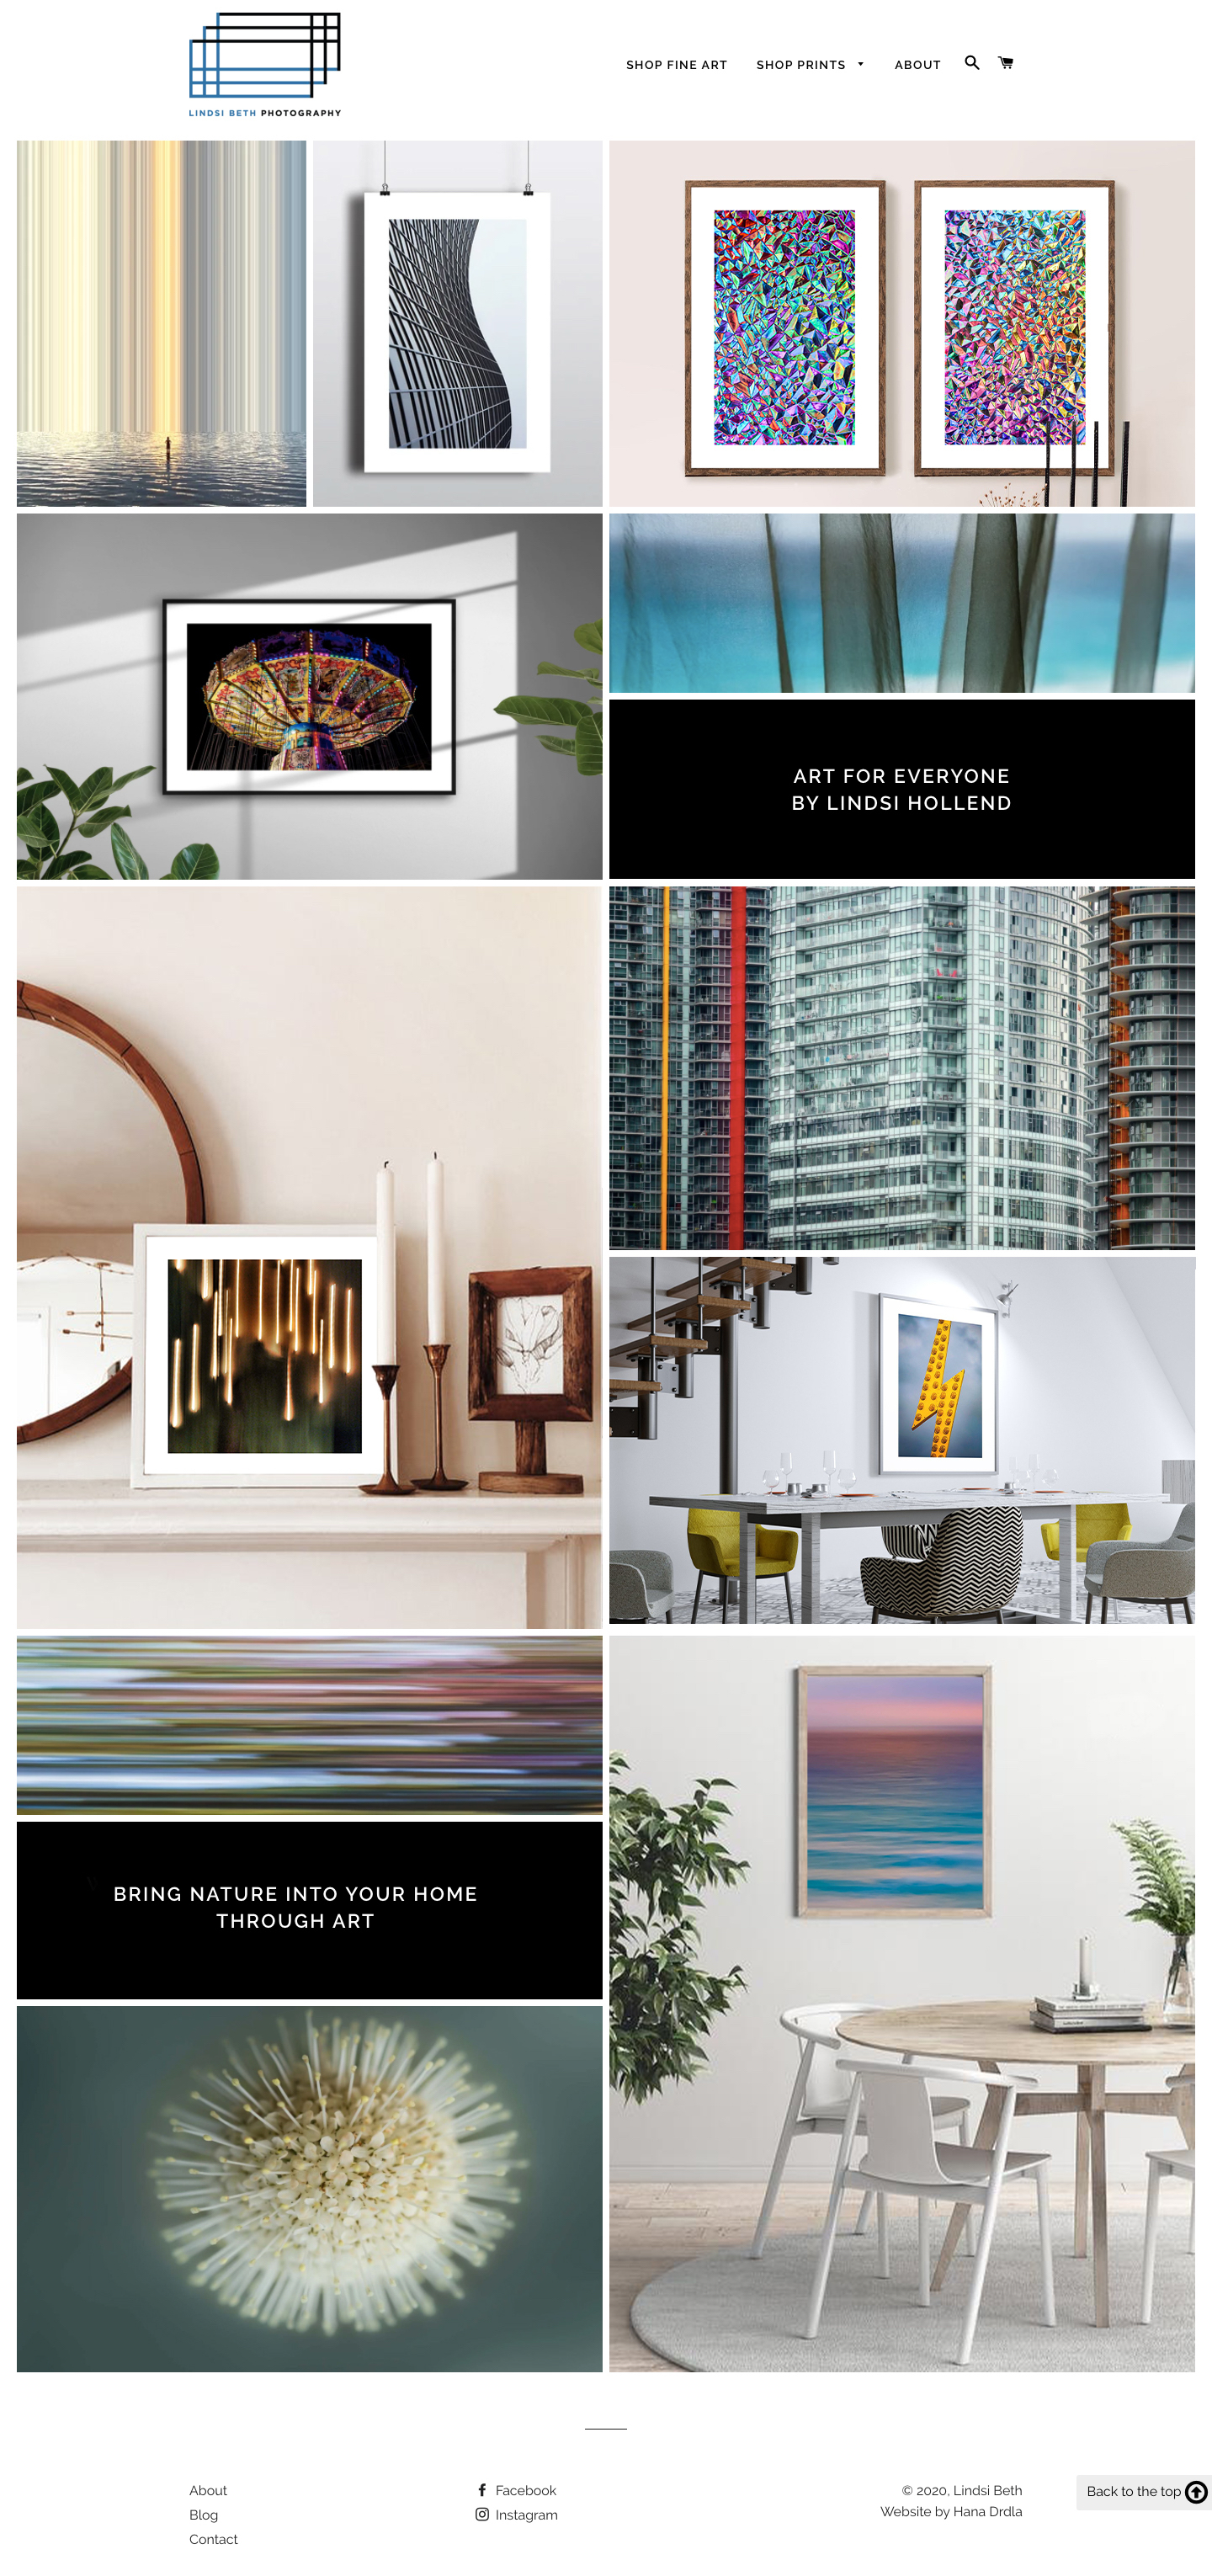 LINDSI BETH PHOTOGRAPHY
SHOP FINE ART
SHOP PRINTS
ABOUT
ART FOR EVERYONE
BY LINDSI HOLLEND
BRING NATURE INTO YOUR HOME
THROUGH ART
About
Blog
Contact
Facebook
Instagram
© 2020, Lindsi Beth
Website by Hana Drdla
Back to the top